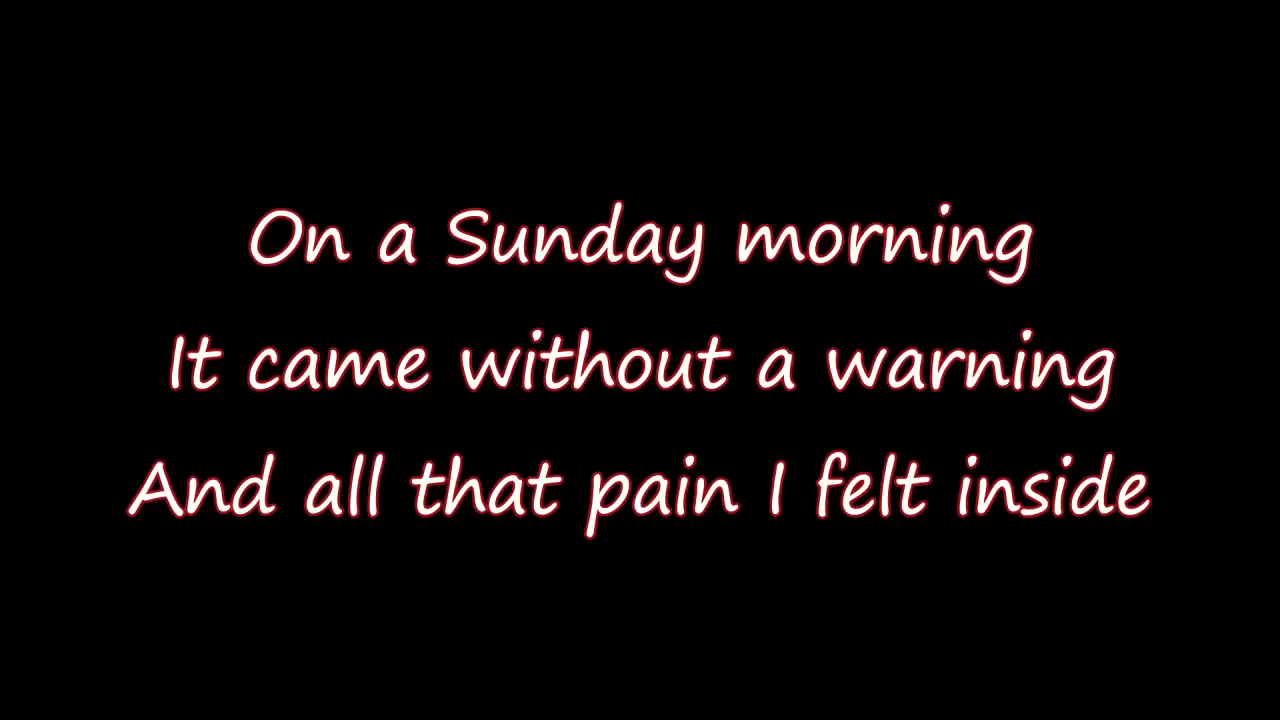 On a Sunday morning
It came without a warning
And all that pain I felt inside